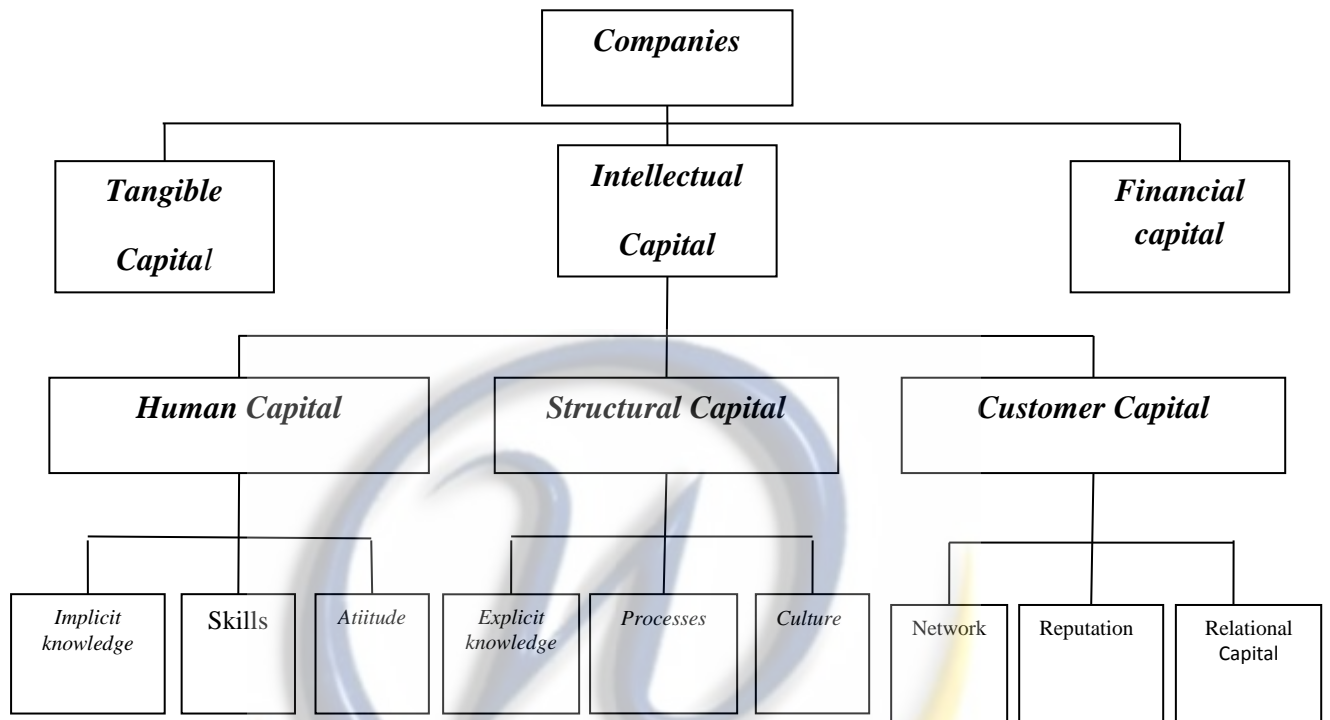 Companies
Tangible
Capital
Intellectual
Capital
Financial
capital
Human Capital
Structural Capital
Customer Capital
Implicit
knowledge
Skills
Atiitude
Explicit
knowledge
Processes
Culture
Network
Reputation
Relational
Capital